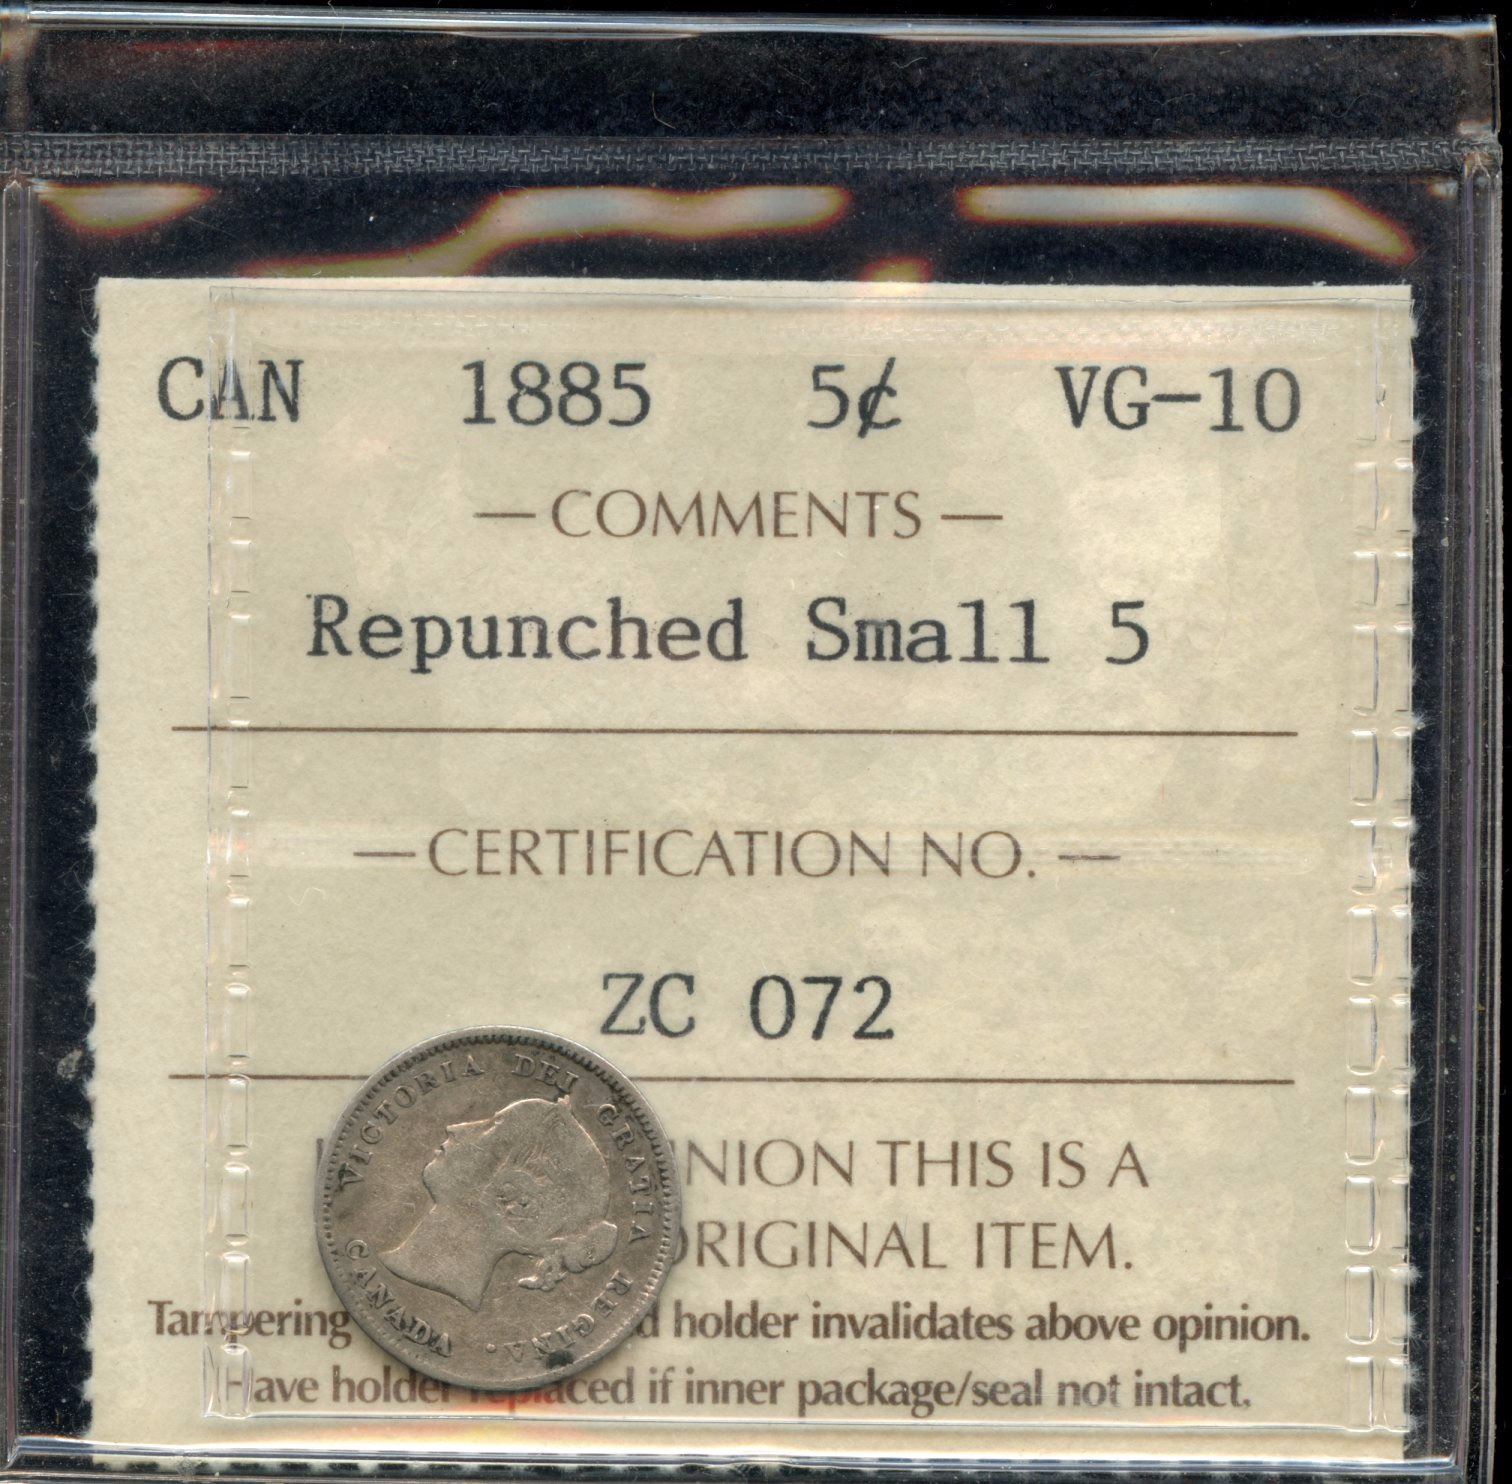 CAN 1885 5¢ VG-10
— COMMENTS —
Repunched Small 5
— CERTIFICATION NO. —
ZC 072
NION THIS IS A
ORIGINAL ITEM.
Tampering d holder invalidates above opinion.
Have holder replaced if inner package/seal not intact.
VICTORIA DEI GRATIA REGINA.
CANADA